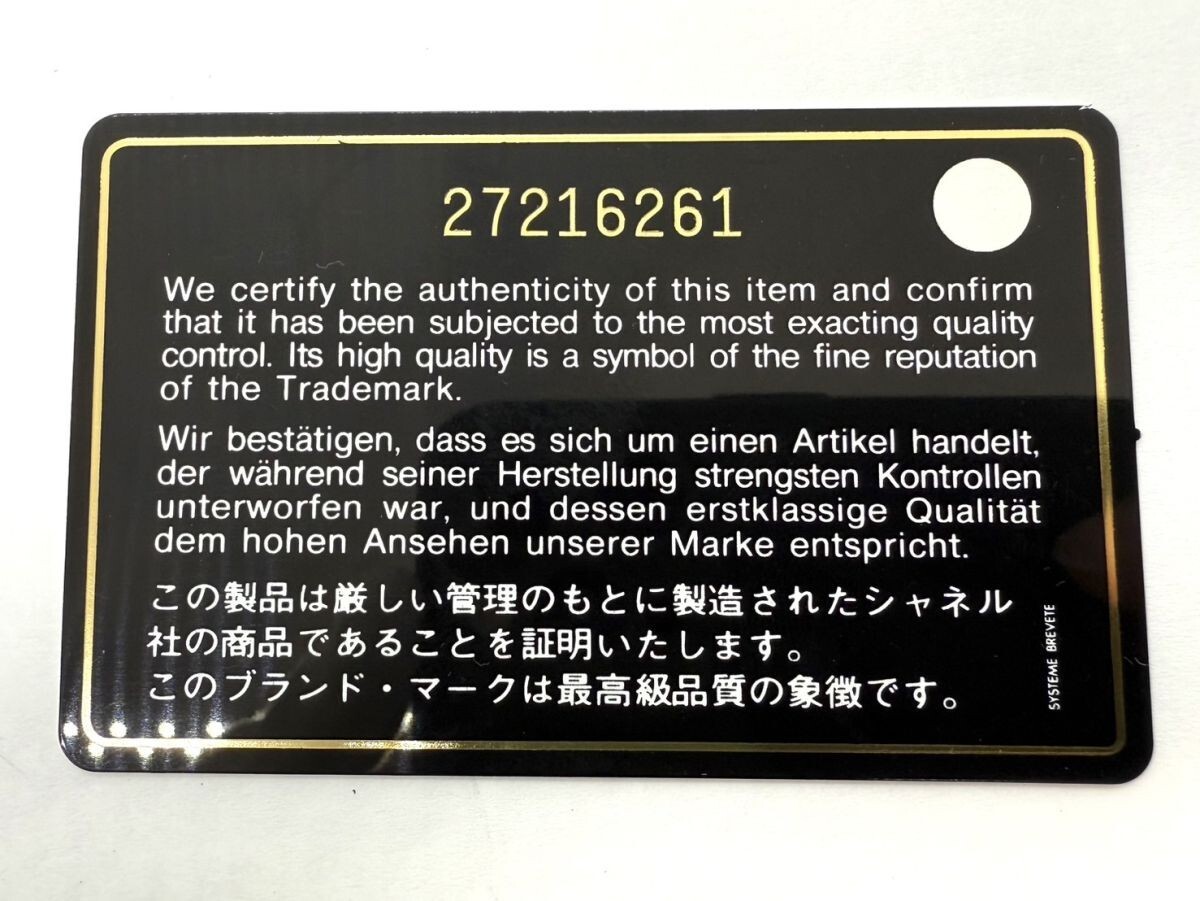 27216261
We certify the authenticity of this item and confirm
that it has been subjected to the most exacting quality
control. Its high quality is a symbol of the fine reputation
of the Trademark.
Wir bestätigen, dass es sich um einen Artikel handelt,
der während seiner Herstellung strengsten Kontrollen
unterworfen war, und dessen erstklassige Qualität
dem hohen Ansehen unserer Marke entspricht.
この製品は厳しい管理のもとに製造されたシャネル
社の商品であることを証明いたします。
このブランド・マークは最高級品質の象徴です。
SYSTEME BREVETE